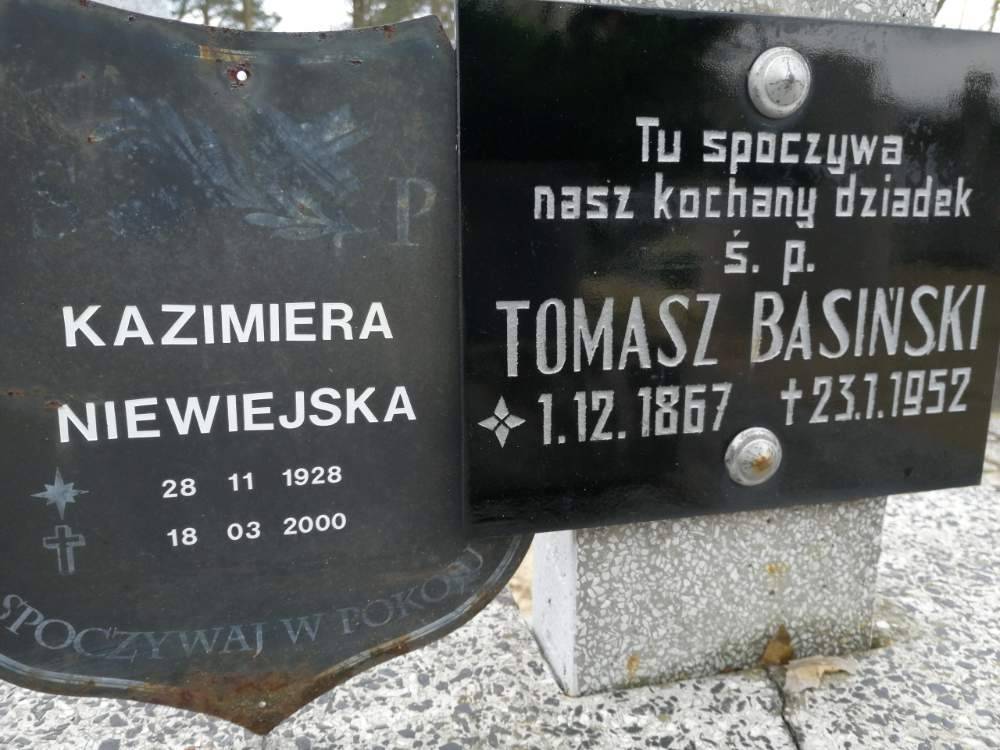 P
KAZIMIERA
NIEWIEJSKA
28 11 1928
18 03 2000
SPOCZYWAJ W POKOJU
Tu spoczywa
nasz kochany dziadek
ś. p.
TOMASZ BASIŃSKI
1.12.1867 †23.1.1952